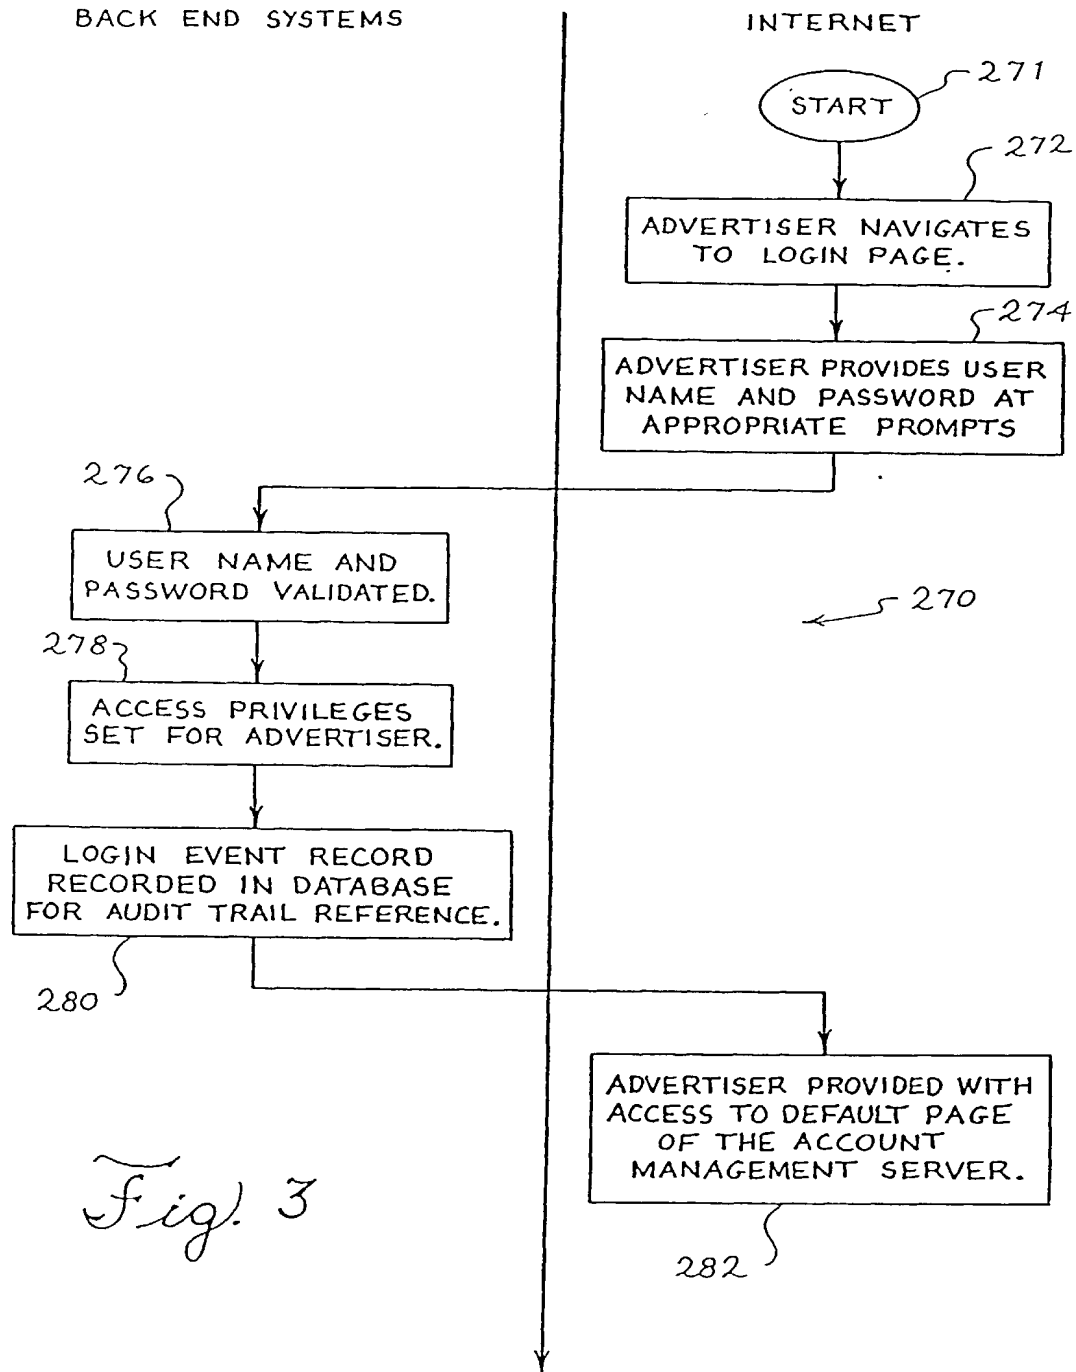 BACK END SYSTEMS
INTERNET
START
271
272
ADVERTISER NAVIGATES
TO LOGIN PAGE.
274
ADVERTISER PROVIDES USER
NAME AND PASSWORD AT
APPROPRIATE PROMPTS
276
USER NAME AND
PASSWORD VALIDATED.
270
278
ACCESS PRIVILEGES
SET FOR ADVERTISER.
LOGIN EVENT RECORD
RECORDED IN DATABASE
FOR AUDIT TRAIL REFERENCE.
280
ADVERTISER PROVIDED WITH
ACCESS TO DEFAULT PAGE
OF THE ACCOUNT
MANAGEMENT SERVER.
282
Fig. 3